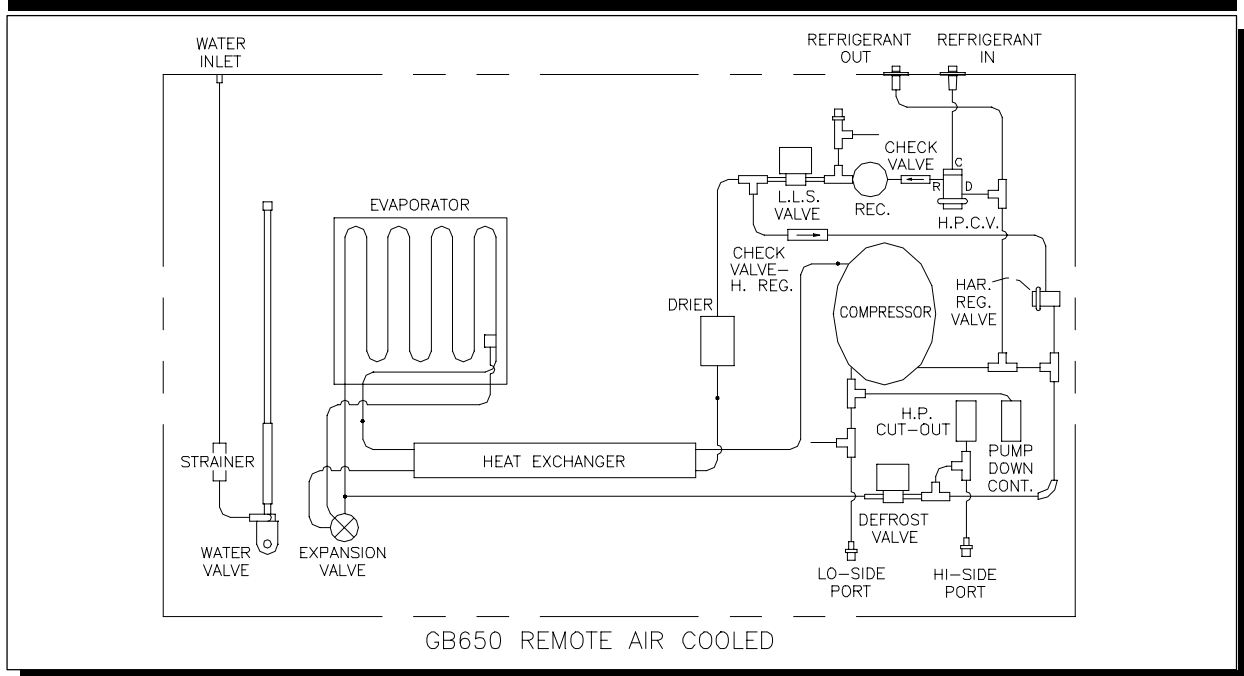 WATER
INLET
REFRIGERANT
OUT
REFRIGERANT
IN
CHECK
VALVE
C
R
D
L.L.S.
VALVE
REC.
H.P.C.V.
EVAPORATOR
CHECK
VALVE–
H. REG.
HAR.
REG.
VALVE
DRIER
COMPRESSOR
H.P.
CUT–OUT
STRAINER
HEAT EXCHANGER
PUMP
DOWN
CONT.
DEFROST
VALVE
WATER
VALVE
EXPANSION
VALVE
LO–SIDE
PORT
HI–SIDE
PORT
GB650 REMOTE AIR COOLED